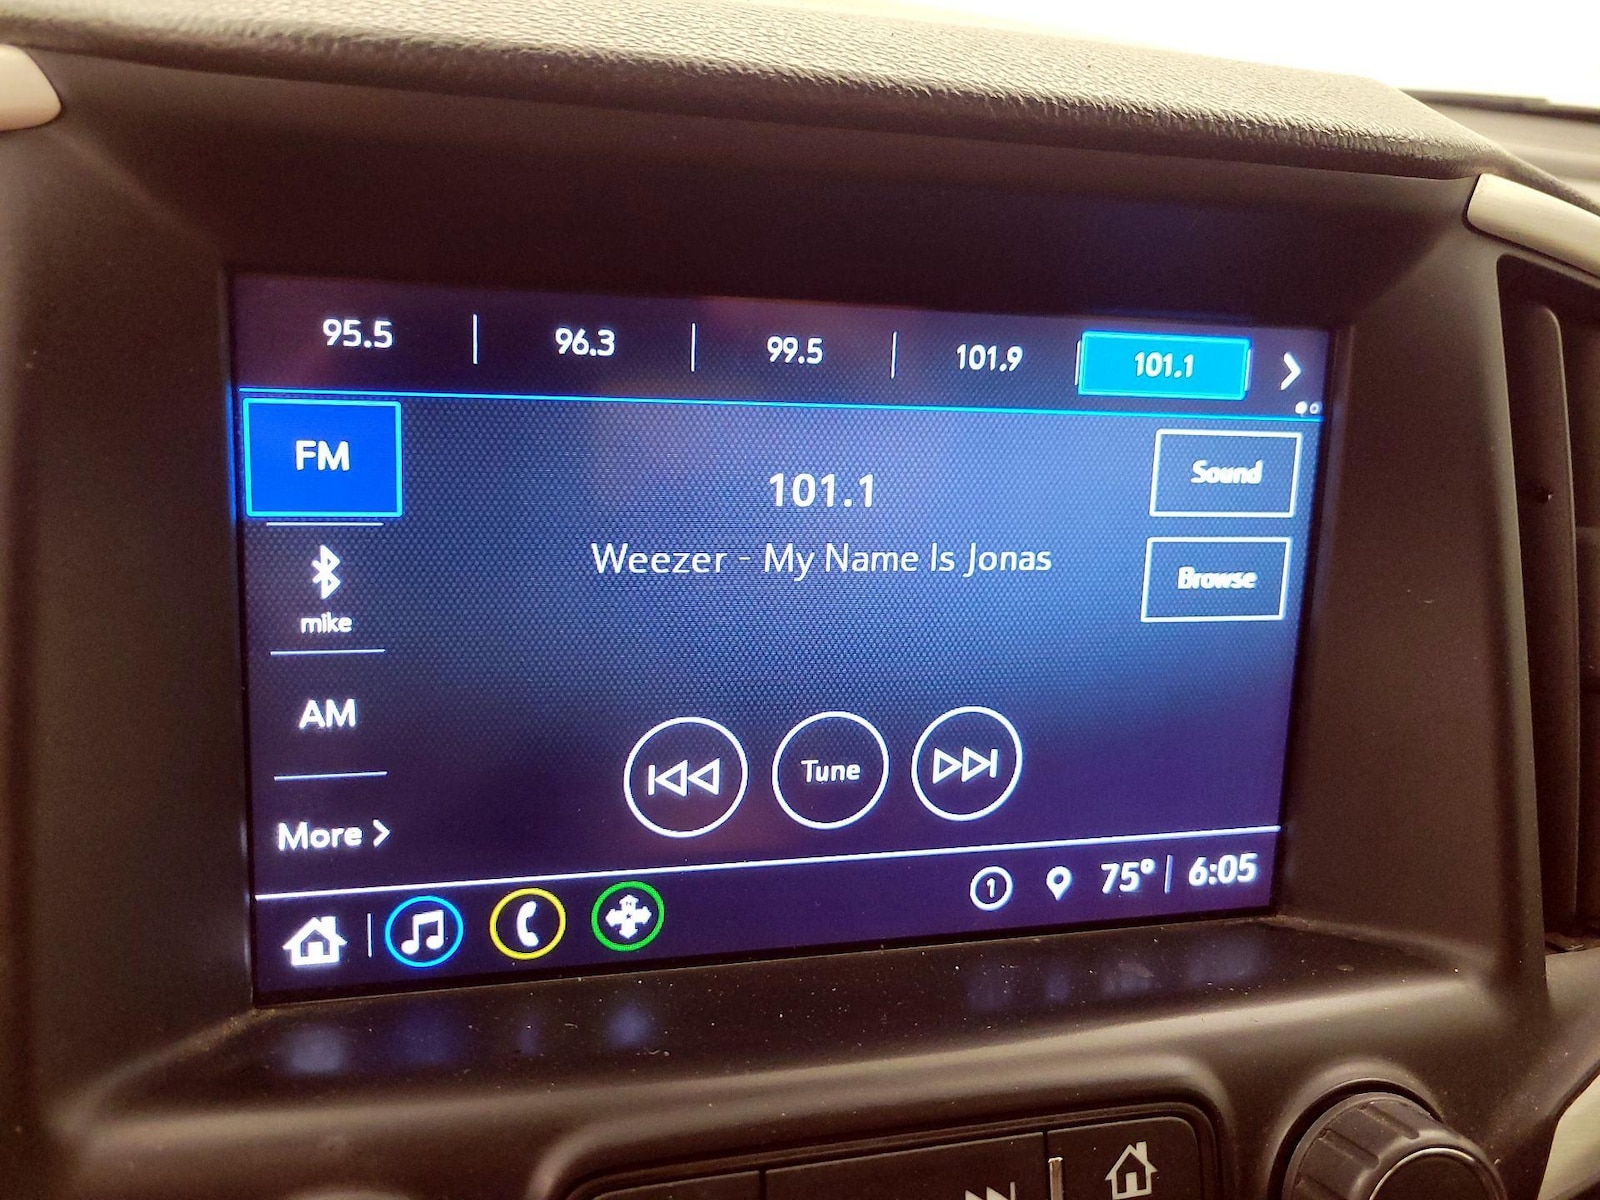 95.5 96.3 99.5 101.9 101.1
FM
101.1
Sound
Weezer - My Name Is Jonas
Browse
mike
AM
Tune
More
1 75° 6:05